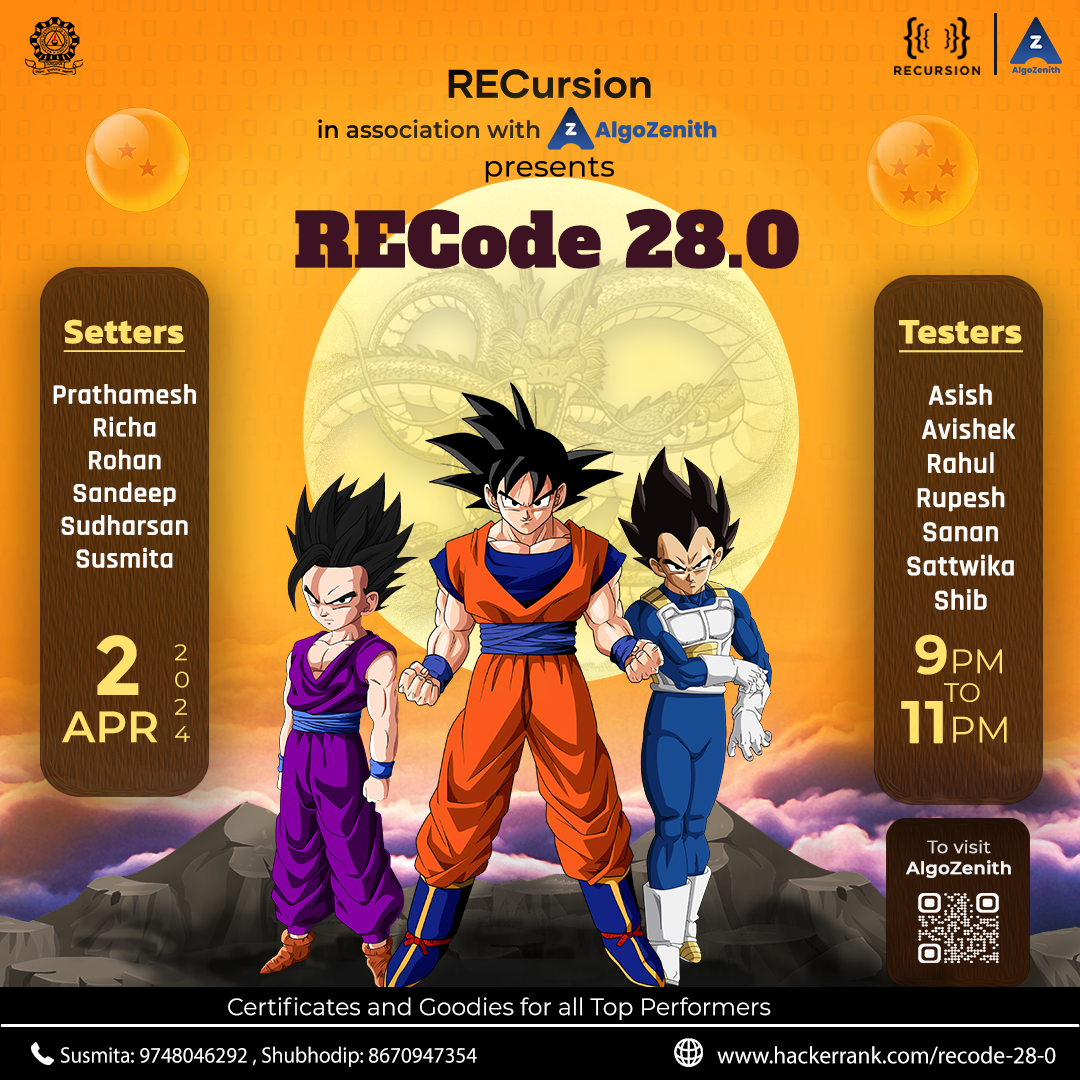 RECURSION
AlgoZenith
RECursion
in association with AlgoZenith
presents
RECode 28.0
Setters
Prathamesh
Richa
Rohan
Sandeep
Sudharsan
Susmita
2
APR
2024
Testers
Asish
Avishek
Rahul
Rupesh
Sanan
Sattwika
Shib
9PM
TO
11PM
To visit
AlgoZenith
Certificates and Goodies for all Top Performers
Susmita: 9748046292 , Shubhodip: 8670947354
www.hackerrank.com/recode-28-0